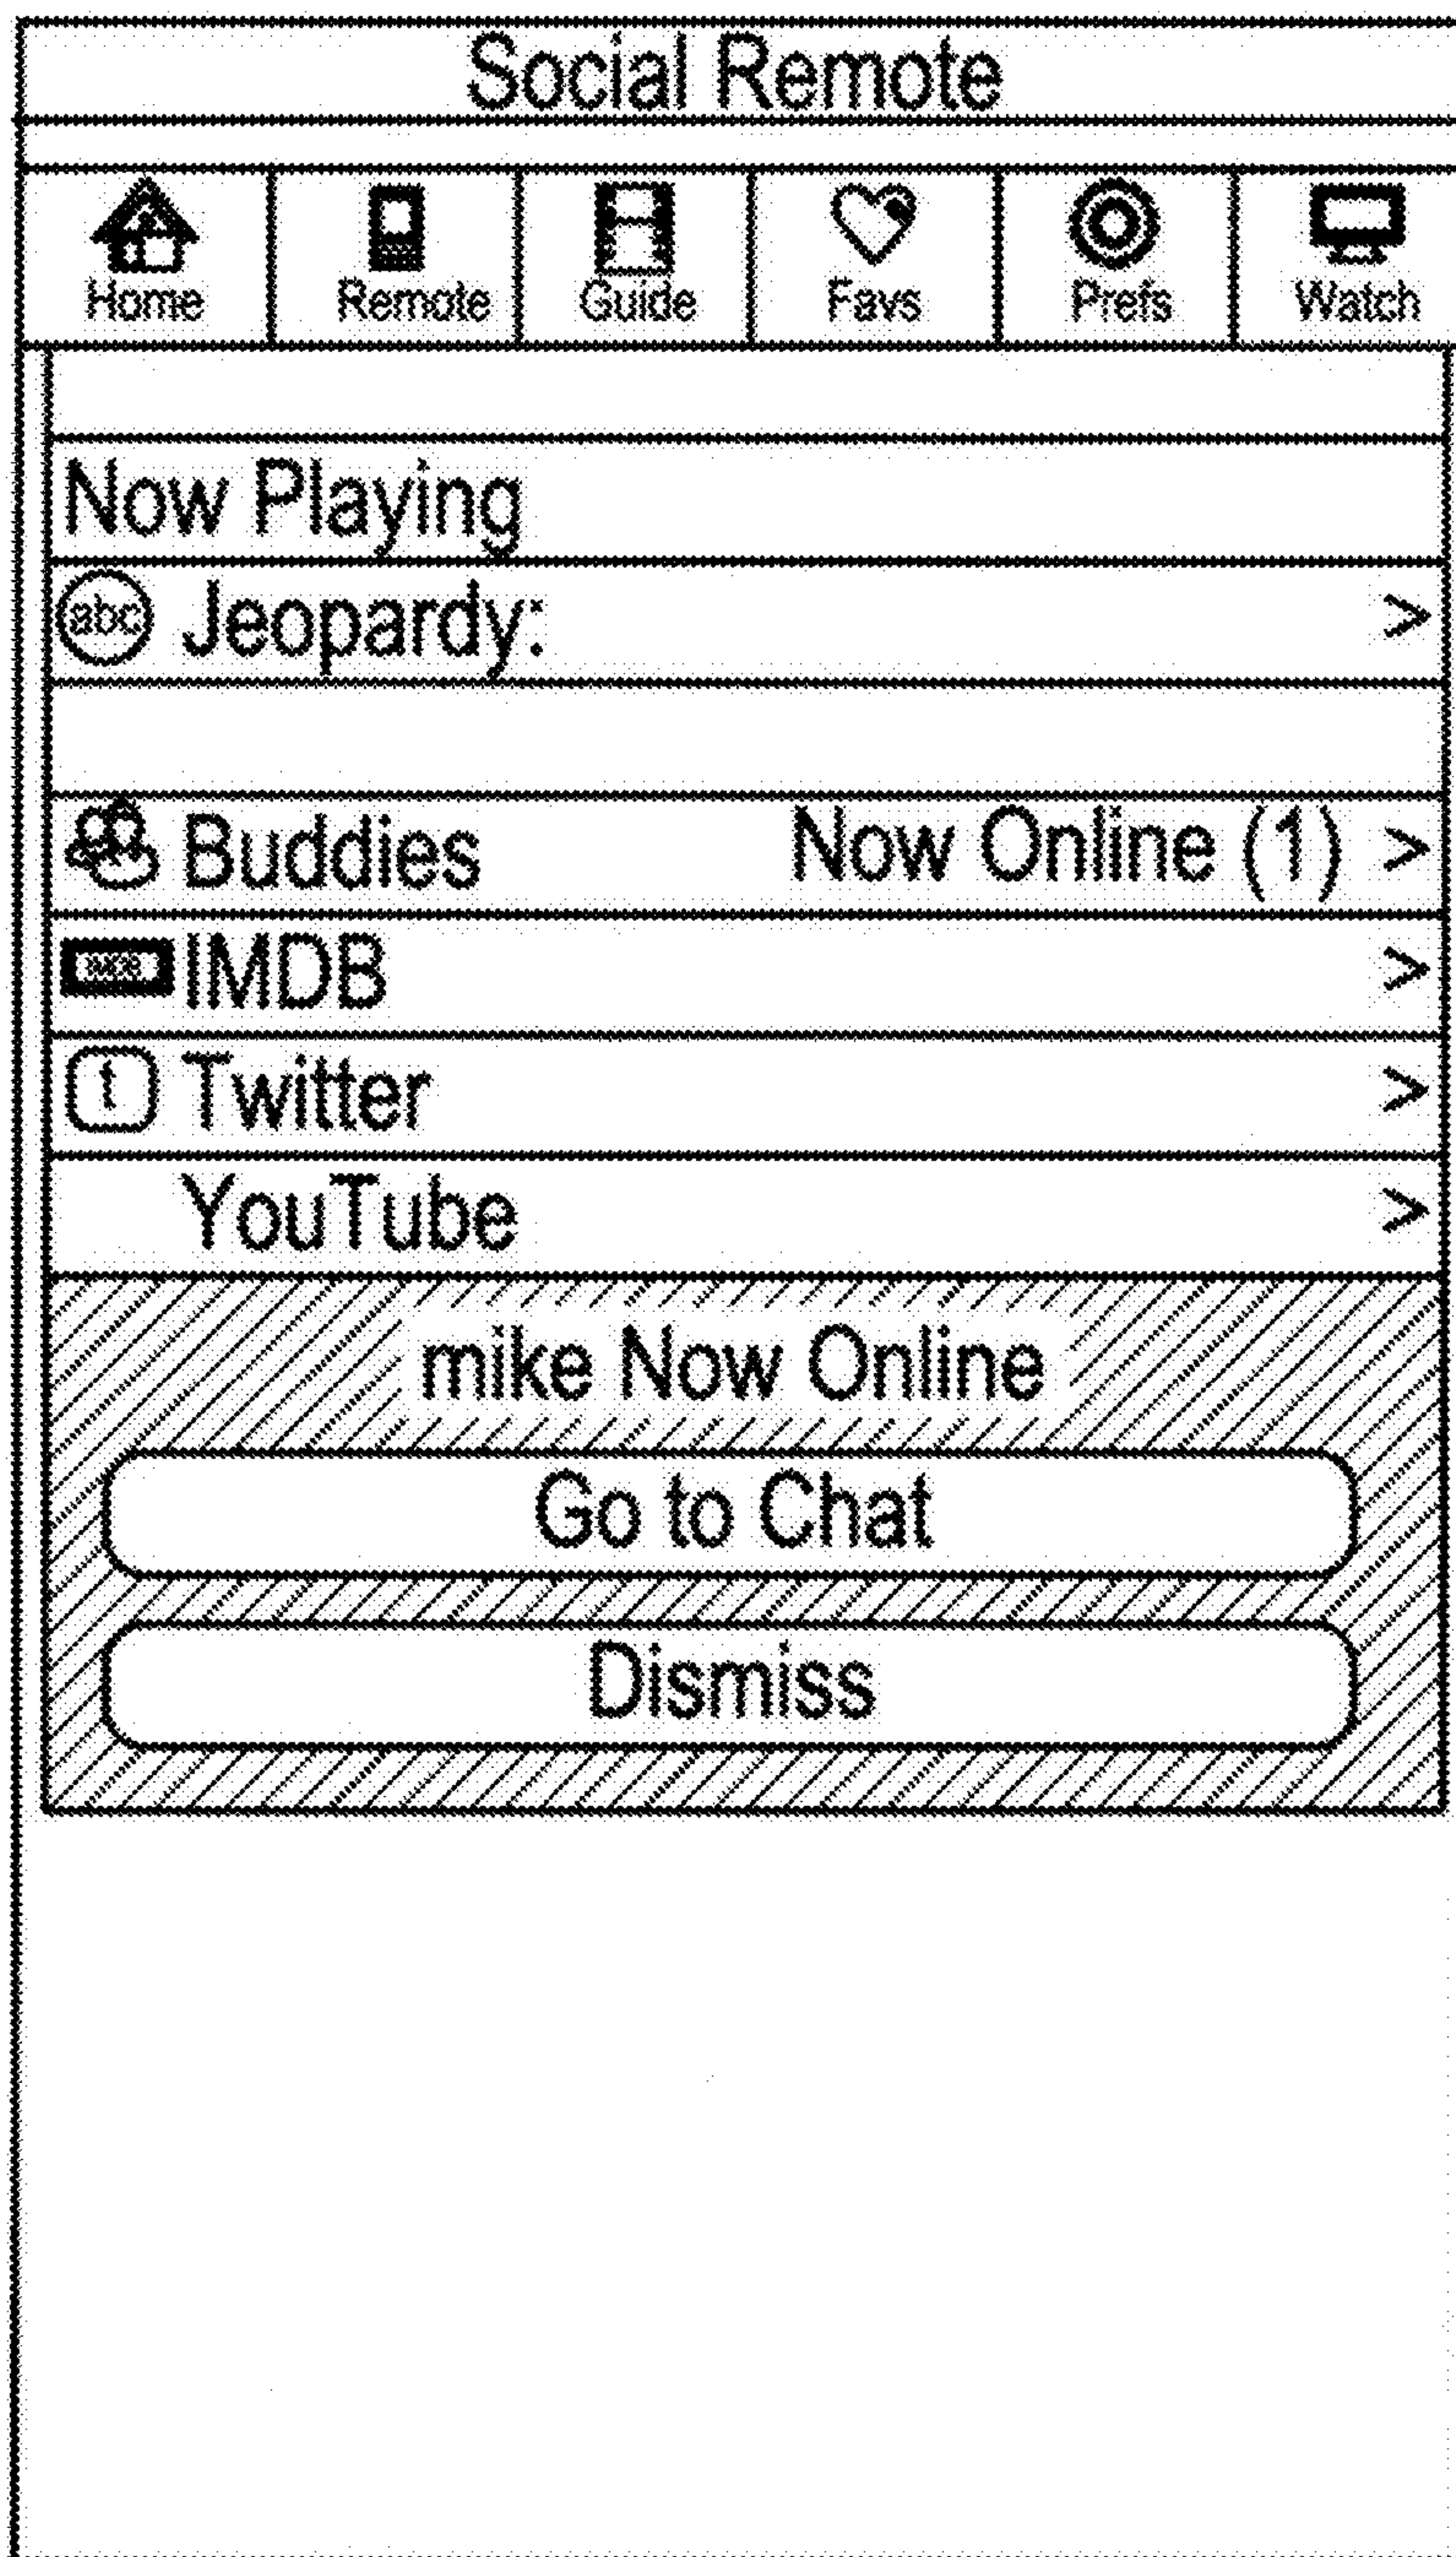 Social Remote
Home Remote Guide Favs Prefs Watch
Now Playing
abc Jeopardy: >
Buddies Now Online (1) >
IMDB >
t Twitter >
YouTube >
mike Now Online
Go to Chat
Dismiss